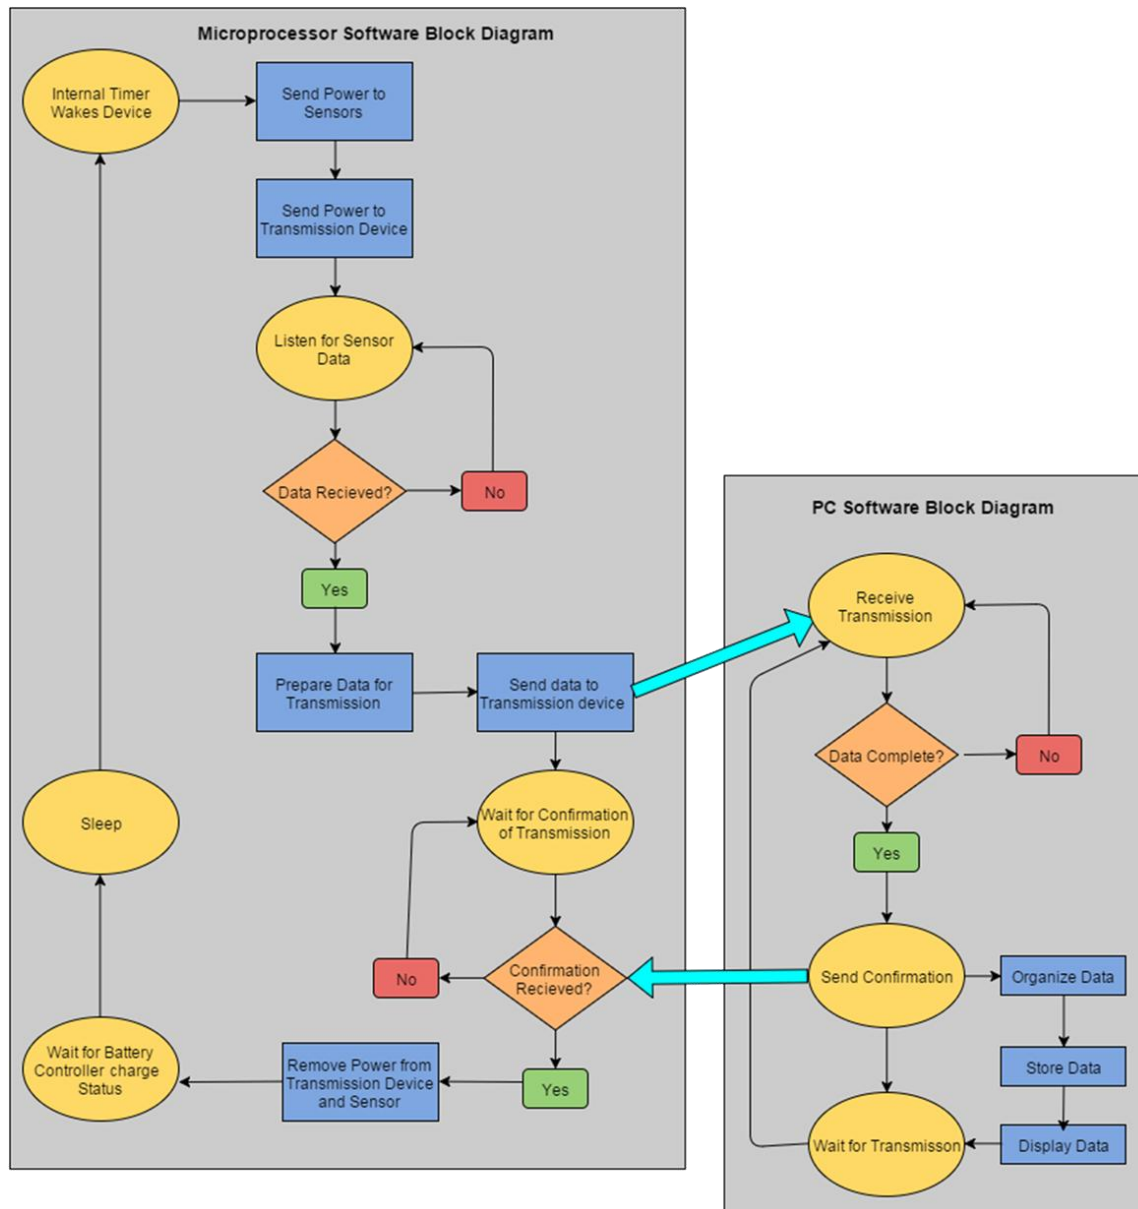 Microprocessor Software Block Diagram
Internal Timer
Wakes Device
Send Power to
Sensors
Send Power to
Transmission Device
Listen for Sensor
Data
Data Recieved?
No
Yes
Prepare Data for
Transmission
Send data to
Transmission device
Wait for Confirmation
of Transmission
Confirmation
Recieved?
No
Yes
Remove Power from
Transmission Device
and Sensor
Wait for Battery
Controller charge
Status
Sleep
PC Software Block Diagram
Receive
Transmission
Data Complete?
No
Yes
Send Confirmation
Organize Data
Store Data
Display Data
Wait for Transmisson